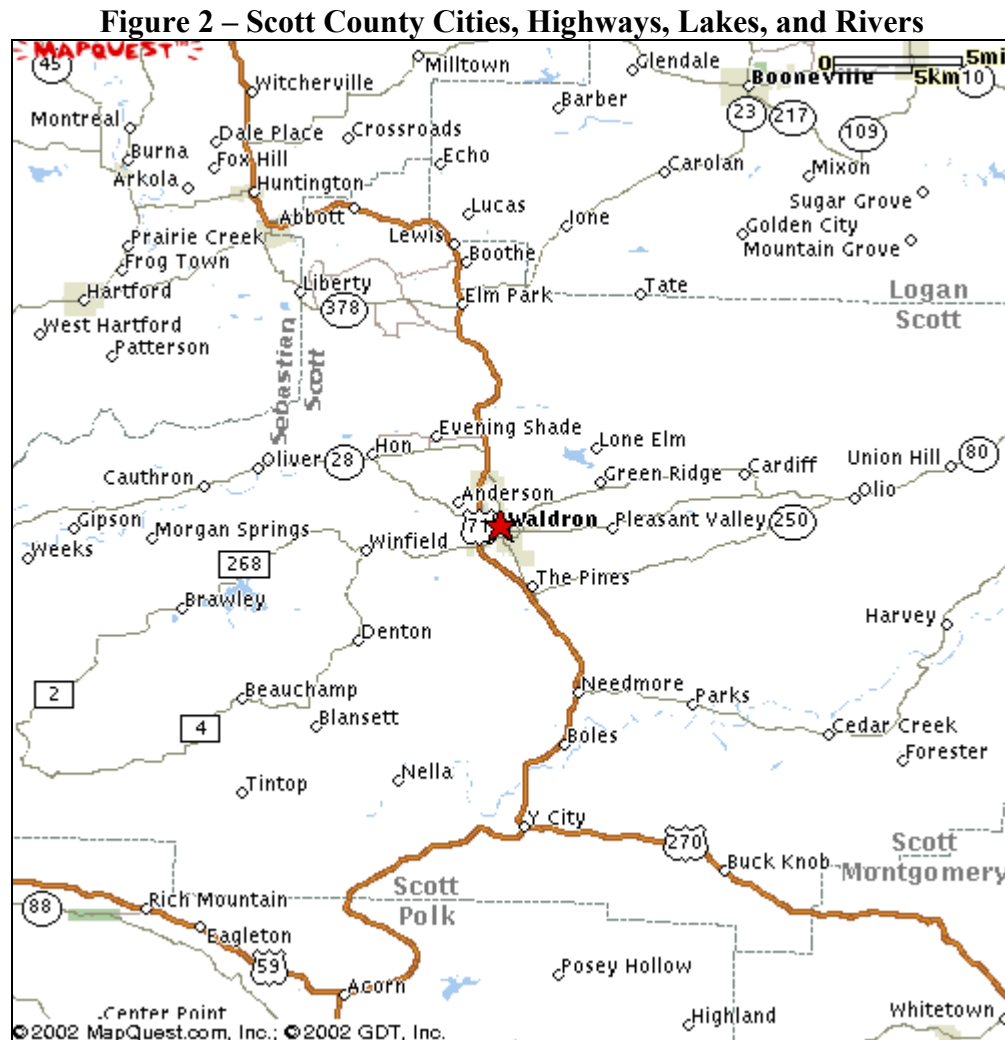 Figure 2 – Scott County Cities, Highways, Lakes, and Rivers
MAPQUEST™
45
Witcherville
Milltown
Glendale
0
5mi
5km
10
Booneville
Barber
Montreal
23
217
109
Dale Place
Crossroads
Burna
Fox Hill
Echo
Carolan
Mixon
Arkola
Huntington
Sugar Grove
Abbott
Lucas
Ione
Golden City
Prairie Creek
Lewis
Mountain Grove
Frog Town
Boothe
Hartford
Liberty
Elm Park
Tate
Logan
378
Scott
West Hartford
Patterson
Sebastian
Scott
Evening Shade
Lone Elm
Hon
Oliver
28
Cauthron
Green Ridge
Cardiff
Union Hill
80
Anderson
Olio
Gipson
Morgan Springs
71
Waldron
Pleasant Valley
250
Weeks
Winfield
268
The Pines
Brawley
Harvey
Denton
2
Beauchamp
Needmore
Parks
4
Blansett
Boles
Cedar Creek
Forester
Tintop
Nella
Y City
270
Scott
Buck Knob
Montgomery
88
Rich Mountain
Scott
Polk
Eagleton
59
Posey Hollow
Acorn
Center Point
Highland
Whitetown
©2002 MapQuest.com, Inc.; ©2002 GDT, Inc.